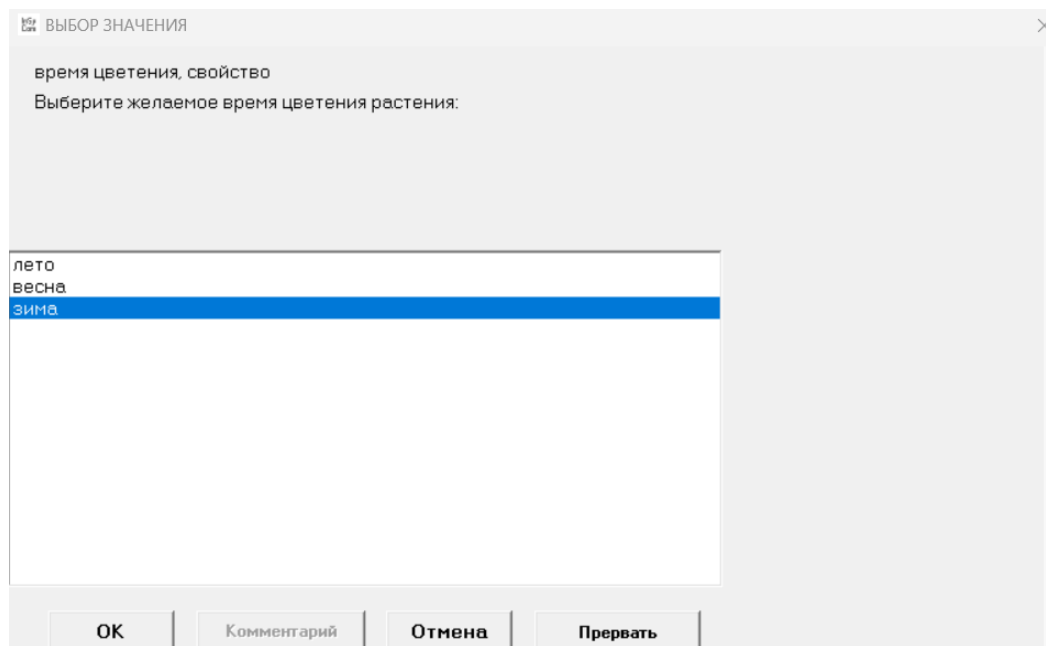 ВЫБОР ЗНАЧЕНИЯ
время цветения, свойство
Выберите желаемое время цветения растения:
лето
весна
зима
OK Комментарий Отмена Прервать